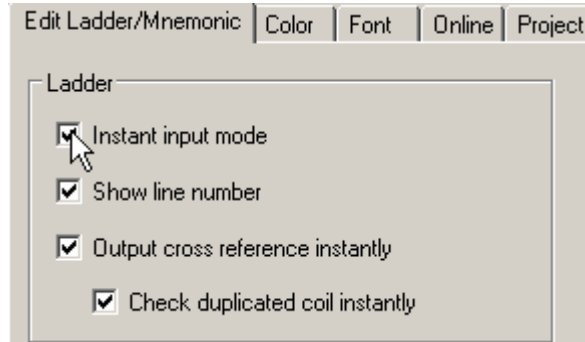 Edit Ladder/Mnemonic Color Font Online Project
Ladder
Instant input mode
Show line number
Output cross reference instantly
Check duplicated coil instantly